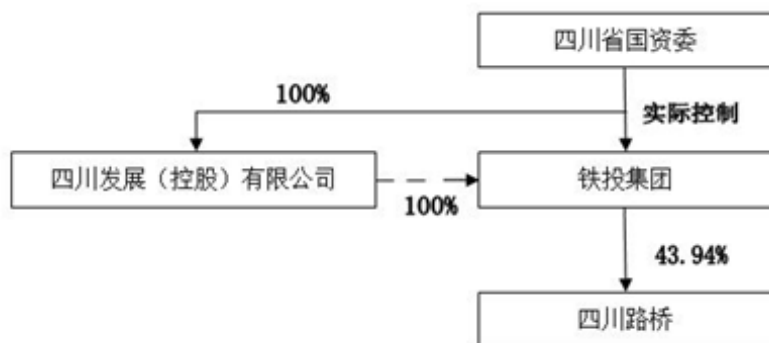 四川省国资委
100%
实际控制
四川发展（控股）有限公司
100%
铁投集团
43.94%
四川路桥